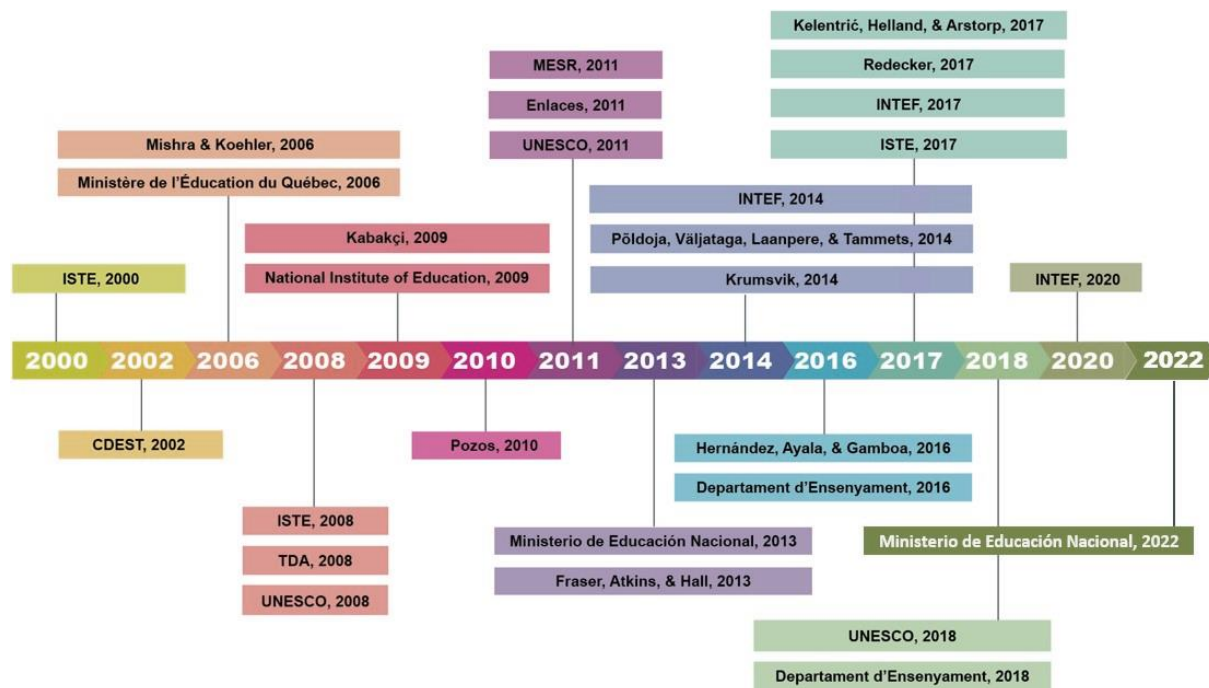 Kelentrić, Helland, & Arstorp, 2017
Redecker, 2017
INTEF, 2017
ISTE, 2017
MESR, 2011
Enlaces, 2011
UNESCO, 2011
Mishra & Koehler, 2006
Ministère de l’Éducation du Québec, 2006
INTEF, 2014
Põldoja, Väljataga, Laanpere, & Tammets, 2014
Krumsvik, 2014
Kabakçi, 2009
National Institute of Education, 2009
ISTE, 2000
INTEF, 2020
2000 2002 2006 2008 2009 2010 2011 2013 2014 2016 2017 2018 2020 2022
CDEST, 2002
Pozos, 2010
Hernández, Ayala, & Gamboa, 2016
Departament d’Ensenyament, 2016
ISTE, 2008
TDA, 2008
UNESCO, 2008
Ministerio de Educación Nacional, 2013
Fraser, Atkins, & Hall, 2013
Ministerio de Educación Nacional, 2022
UNESCO, 2018
Departament d’Ensenyament, 2018